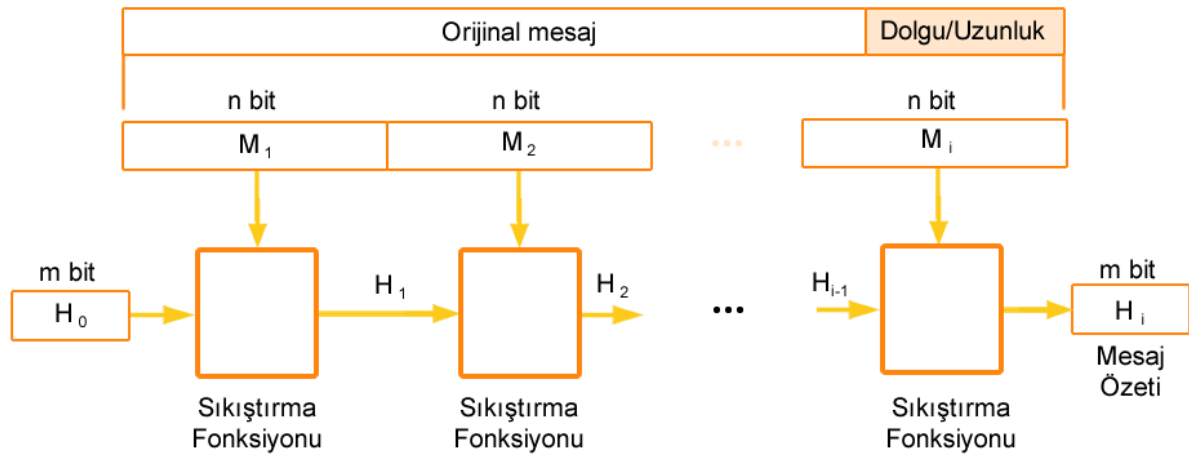 Orijinal mesaj Dolgu/Uzunluk
n bit n bit n bit
M 1 M 2 ... M i
m bit H 1 H 2 H i-1 m bit
H 0 ... H i
Mesaj
Özeti
Sıkıştırma Sıkıştırma Sıkıştırma
Fonksiyonu Fonksiyonu Fonksiyonu